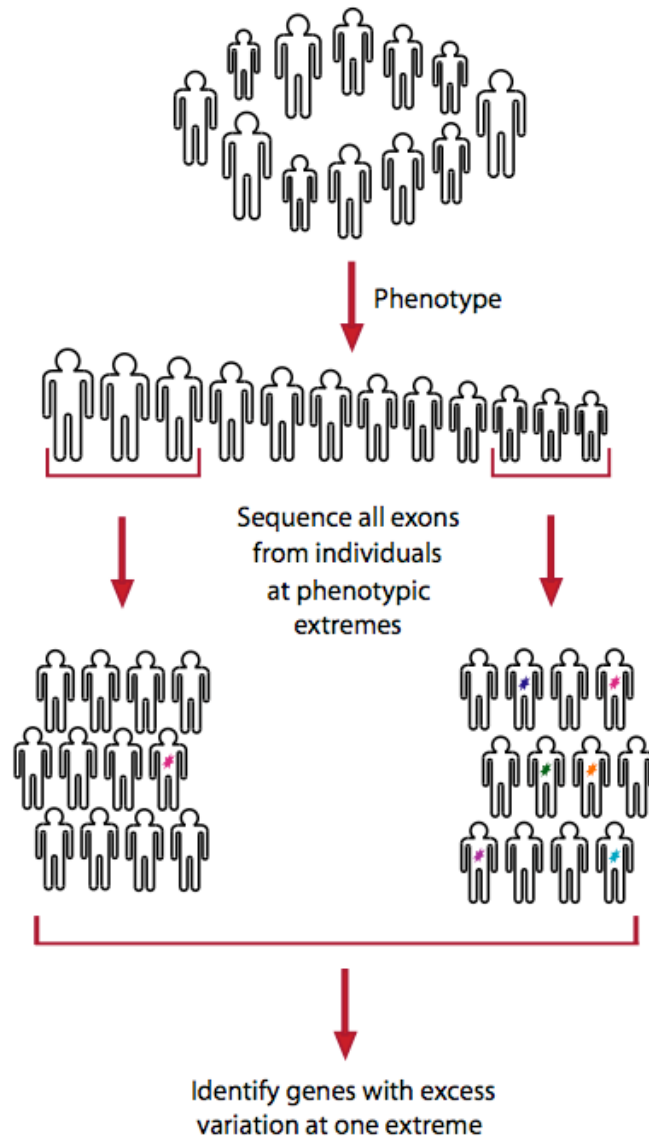 Phenotype
Sequence all exons
from individuals
at phenotypic
extremes
Identify genes with excess
variation at one extreme